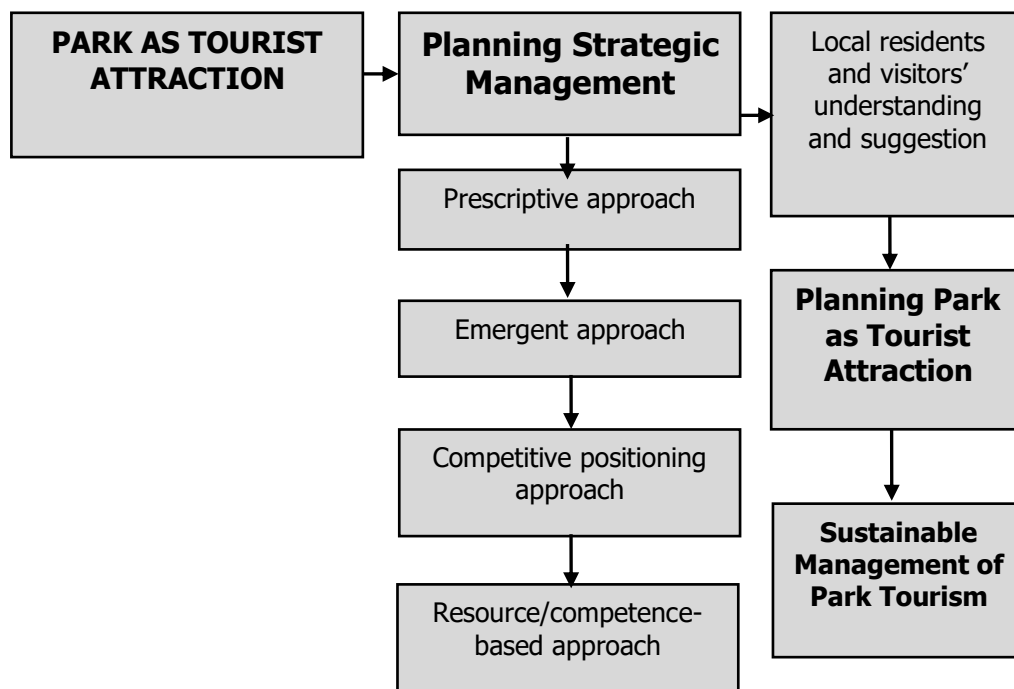 PARK AS TOURIST
ATTRACTION
Planning Strategic
Management
Local residents
and visitors’
understanding
and suggestion
Prescriptive approach
Emergent approach
Competitive positioning
approach
Resource/competence-
based approach
Planning Park
as Tourist
Attraction
Sustainable
Management of
Park Tourism